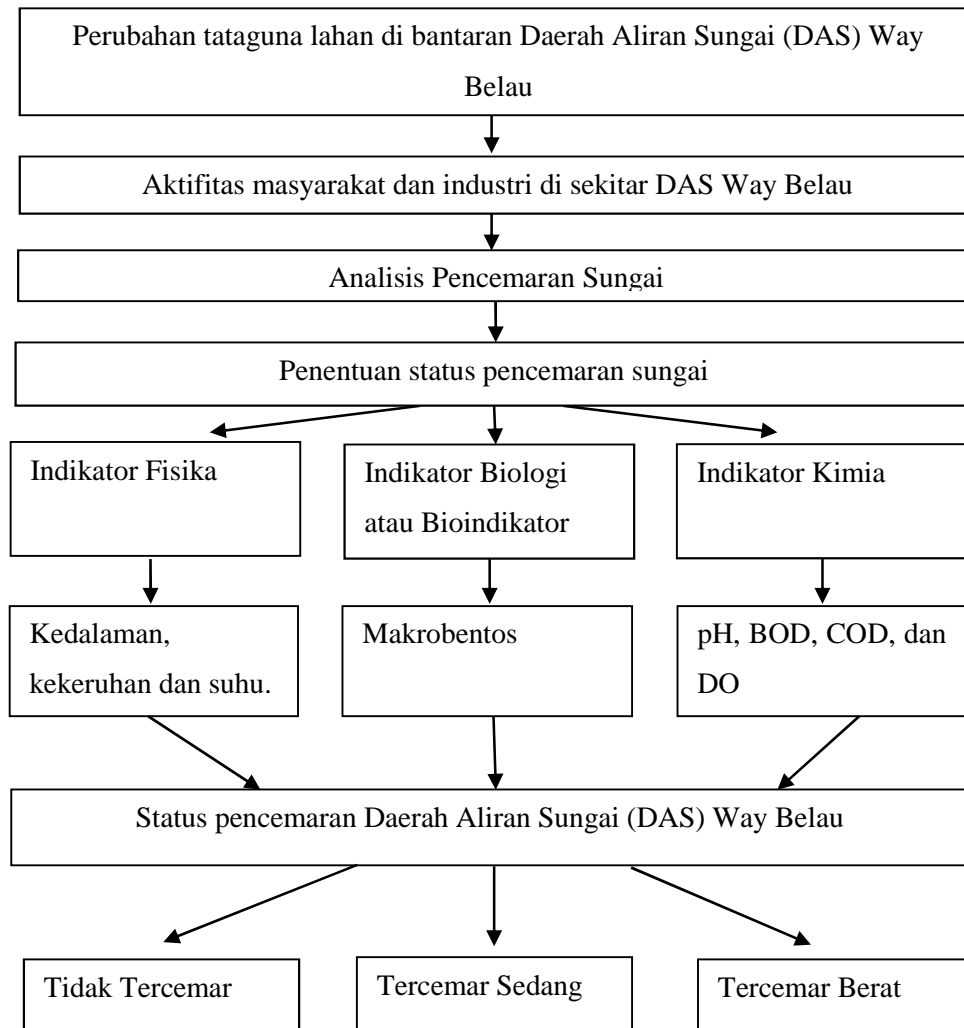 Perubahan tataguna lahan di bantaran Daerah Aliran Sungai (DAS) Way
Belau
Aktifitas masyarakat dan industri di sekitar DAS Way Belau
Analisis Pencemaran Sungai
Penentuan status pencemaran sungai
Indikator Fisika
Indikator Biologi
atau Bioindikator
Indikator Kimia
Kedalaman,
kekeruhan dan suhu.
Makrobentos
pH, BOD, COD, dan
DO
Status pencemaran Daerah Aliran Sungai (DAS) Way Belau
Tidak Tercemar
Tercemar Sedang
Tercemar Berat